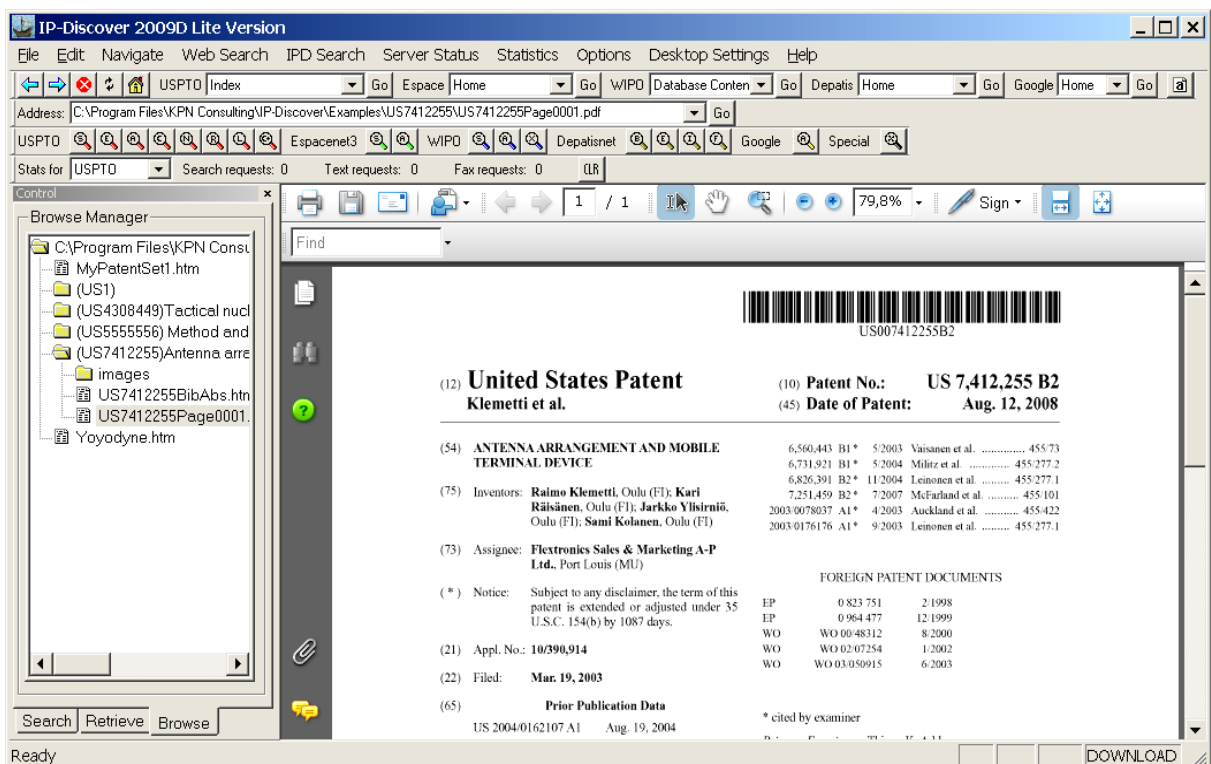 IP-Discover 2009D Lite Version
File Edit Navigate Web Search IPD Search Server Status Statistics Options Desktop Settings Help
USPTO Index Go Espace Home Go WIPO Database Conten Go Depatis Home Go Google Home Go a
Address: C:\Program Files\KPN Consulting\IP-Discover\Examples\US7412255\US7412255Page0001.pdf Go
USPTO Espacenet3 WIPO Depatisnet Google Special
Stats for USPTO Search requests: 0 Text requests: 0 Fax requests: 0 CLR
Control
Browse Manager
C:\Program Files\KPN Consu
MyPatentSet1.htm
(US1)
(US4308449)Tactical nucl
(US5555556) Method and
(US7412255)Antenna arra
images
US7412255BibAbs.htm
US7412255Page0001.
Yoyodyne.htm
Search Retrieve Browse
1 / 1 79,8% Sign
Find
US007412255B2
(12) United States Patent
Klemetti et al.
(10) Patent No.: US 7,412,255 B2
(45) Date of Patent: Aug. 12, 2008
(54) ANTENNA ARRANGEMENT AND MOBILE
TERMINAL DEVICE
(75) Inventors: Raimo Klemetti, Oulu (FI); Kari
Räisänen, Oulu (FI); Jarkko Ylisirniö,
Oulu (FI); Sami Kolanen, Oulu (FI)
(73) Assignee: Flextronics Sales & Marketing A-P
Ltd., Port Louis (MU)
( * ) Notice: Subject to any disclaimer, the term of this
patent is extended or adjusted under 35
U.S.C. 154(b) by 1087 days.
(21) Appl. No.: 10/390,914
(22) Filed: Mar. 19, 2003
(65) Prior Publication Data
US 2004/0162107 A1 Aug. 19, 2004
6,560,443 B1 * 5/2003 Vaisanen et al. .............. 455/73
6,731,921 B1 * 5/2004 Militz et al. ............ 455/277.2
6,826,391 B2 * 11/2004 Leinonen et al. ......... 455/277.1
7,251,459 B2 * 7/2007 McFarland et al. .......... 455/101
2003/0078037 A1 * 4/2003 Auckland et al. ........... 455/422
2003/0176176 A1 * 9/2003 Leinonen et al. ......... 455/277.1
FOREIGN PATENT DOCUMENTS
EP 0 823 751 2/1998
EP 0 964 477 12/1999
WO WO 00/48312 8/2000
WO WO 02/07254 1/2002
WO WO 03/050915 6/2003
* cited by examiner
Ready DOWNLOAD